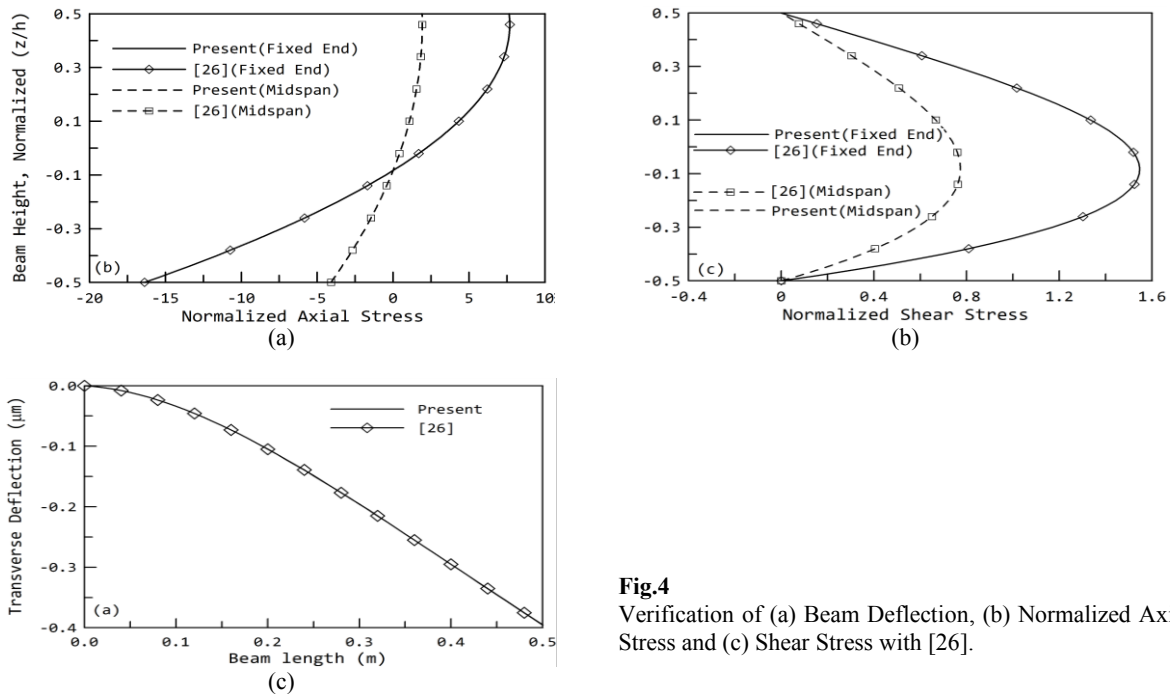 Beam Height, Normalized (z/h)
0.5
0.3
0.1
-0.1
-0.3
-0.5
Present(Fixed End)
[26](Fixed End)
Present(Midspan)
[26](Midspan)
(b)
-20 -15 -10 -5 0 5 10
Normalized Axial Stress
(a)
0.5
0.3
0.1
-0.1
-0.3
-0.5
Present(Fixed End)
[26](Fixed End)
[26](Midspan)
Present(Midspan)
(c)
-0.4 0 0.4 0.8 1.2 1.6
Normalized Shear Stress
(b)
Transverse Deflection (μm)
0.0
-0.1
-0.2
-0.3
-0.4
Present
[26]
(a)
0.0 0.1 0.2 0.3 0.4 0.5
Beam length (m)
(c)
Fig.4
Verification of (a) Beam Deflection, (b) Normalized Axi
Stress and (c) Shear Stress with [26].